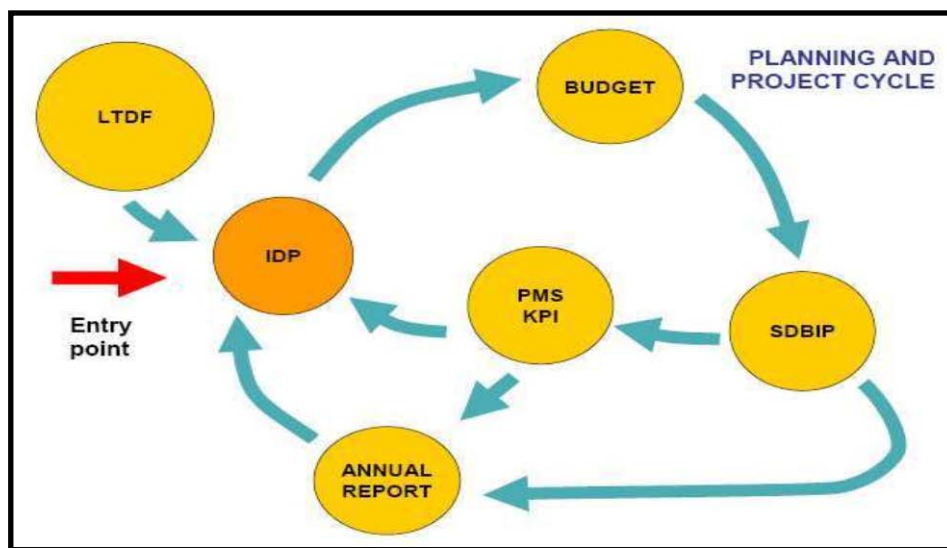 PLANNING AND
PROJECT CYCLE
LTDF
BUDGET
IDP
Entry
point
PMS
KPI
SDBIP
ANNUAL
REPORT